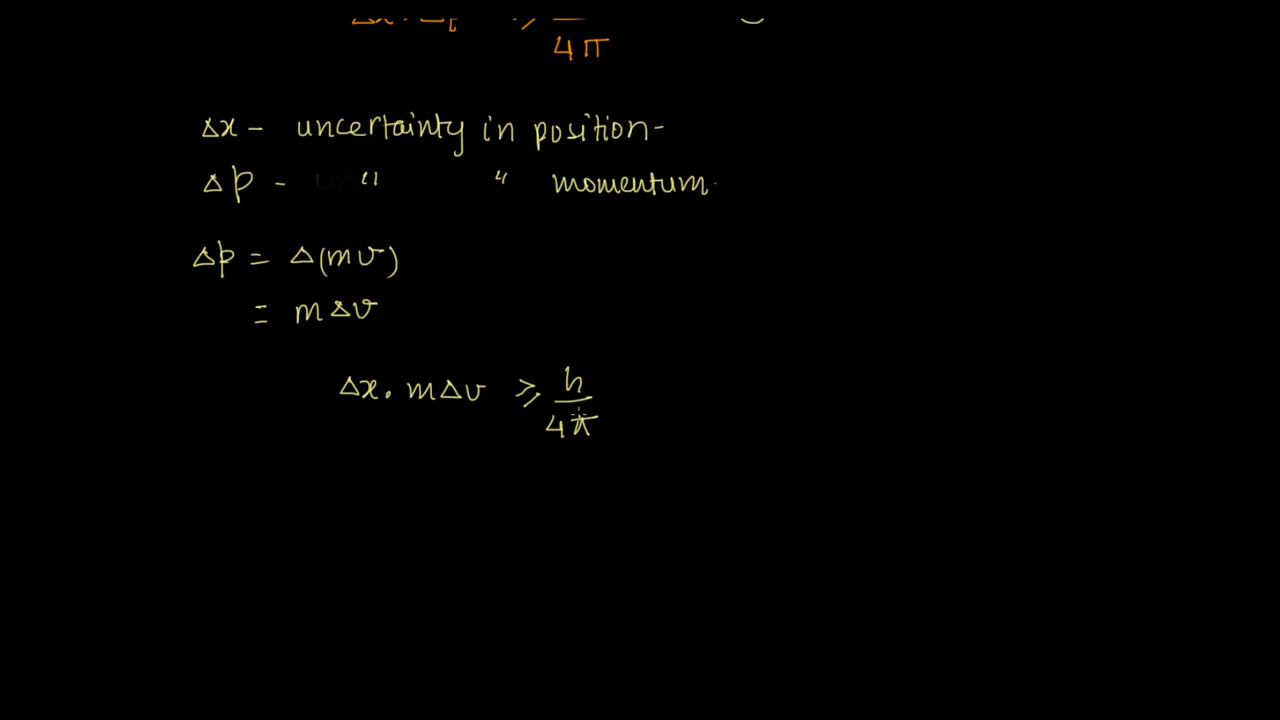 4π
Δx - uncertainty in position-
Δp - " " momentum.
Δp = Δ(mv)
= mΔv
Δx. mΔv ≥ h/4π